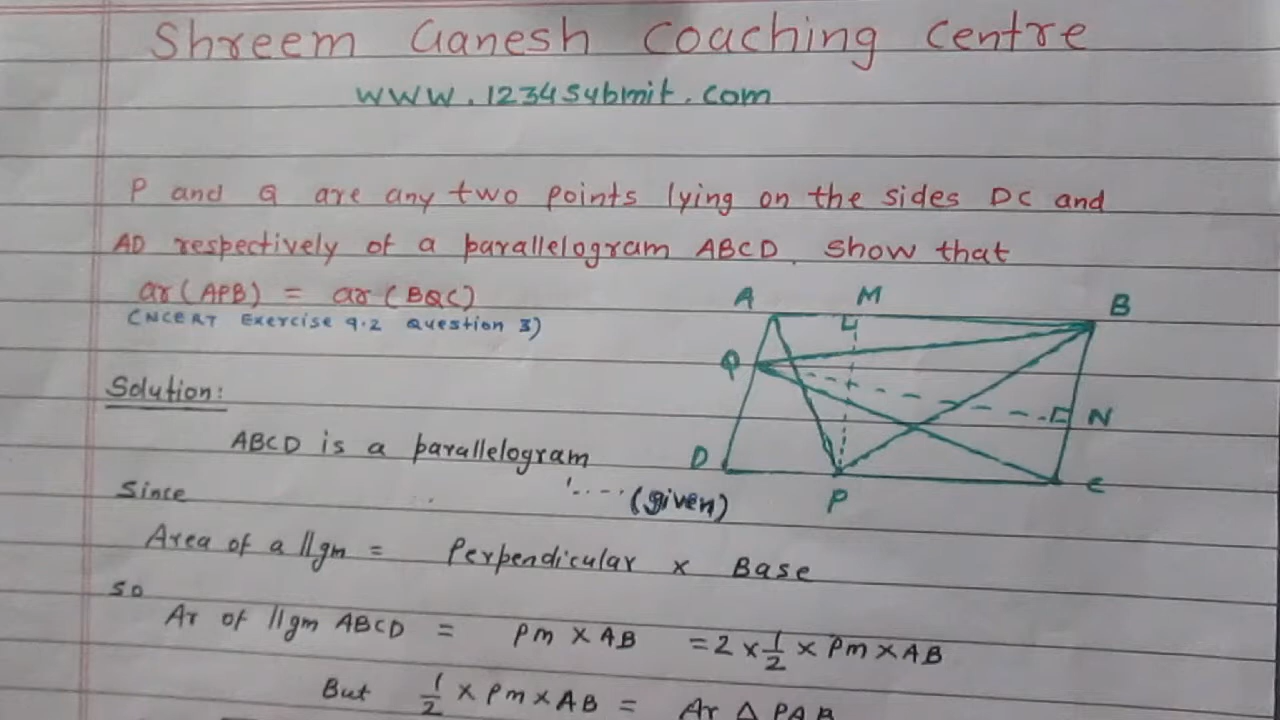 Shreem Ganesh Coaching Centre
www.1234submit.com
P and Q are any two points lying on the sides DC and
AD respectively of a parallelogram ABCD. Show that
ar(APB) = ar(BQC)
(NCERT Exercise 9.2 Question 3)
A M B
Q
N
D P C
Solution:
ABCD is a parallelogram
.....(given)
Since
Area of a ||gm = Perpendicular × Base
So
Ar of ||gm ABCD = PM × AB = 2 × 1/2 × PM × AB
But 1/2 × PM × AB = Ar △ PAB